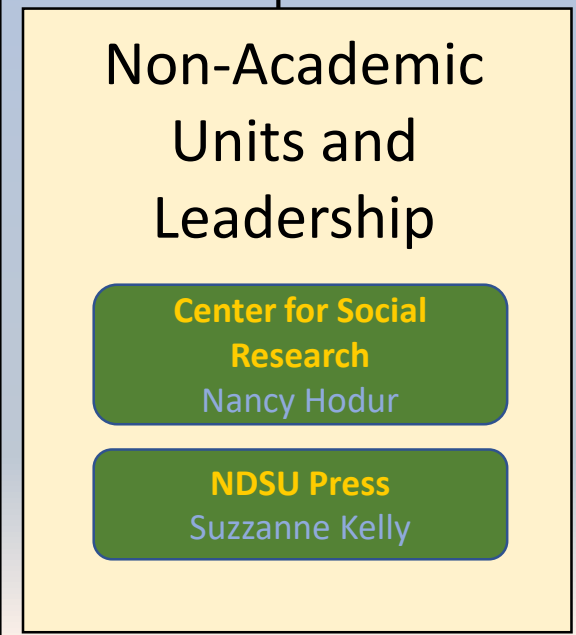 Non-Academic
Units and
Leadership
Center for Social
Research
Nancy Hodur
NDSU Press
Suzzanne Kelly